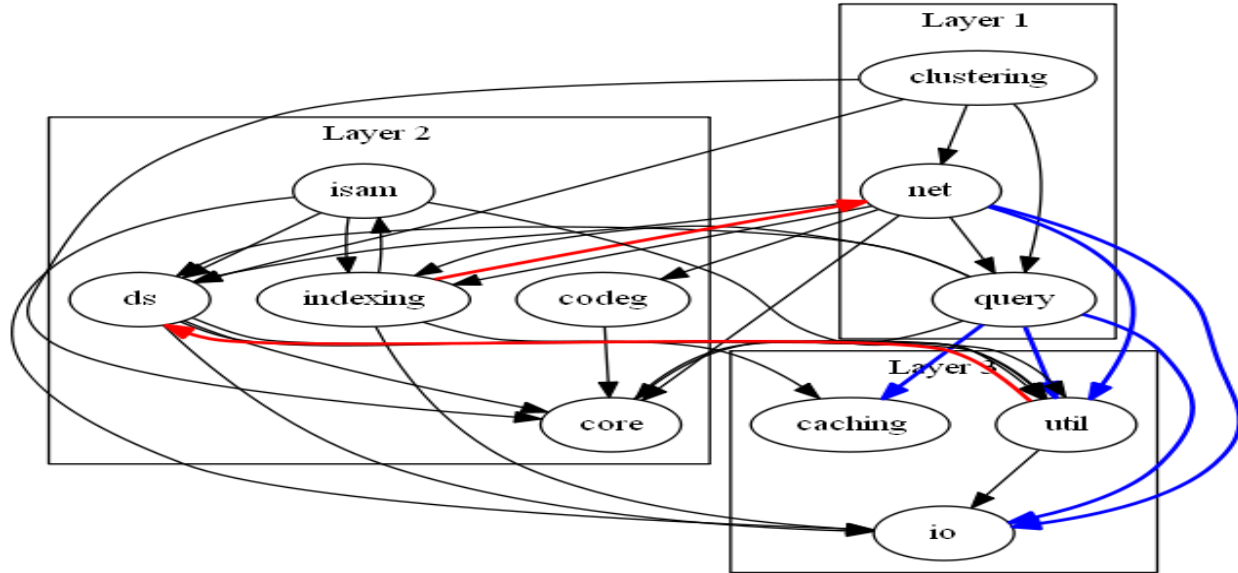 Layer 1
clustering
Layer 2
isam
net
ds
indexing
codeg
query
Layer 3
core
caching
util
io